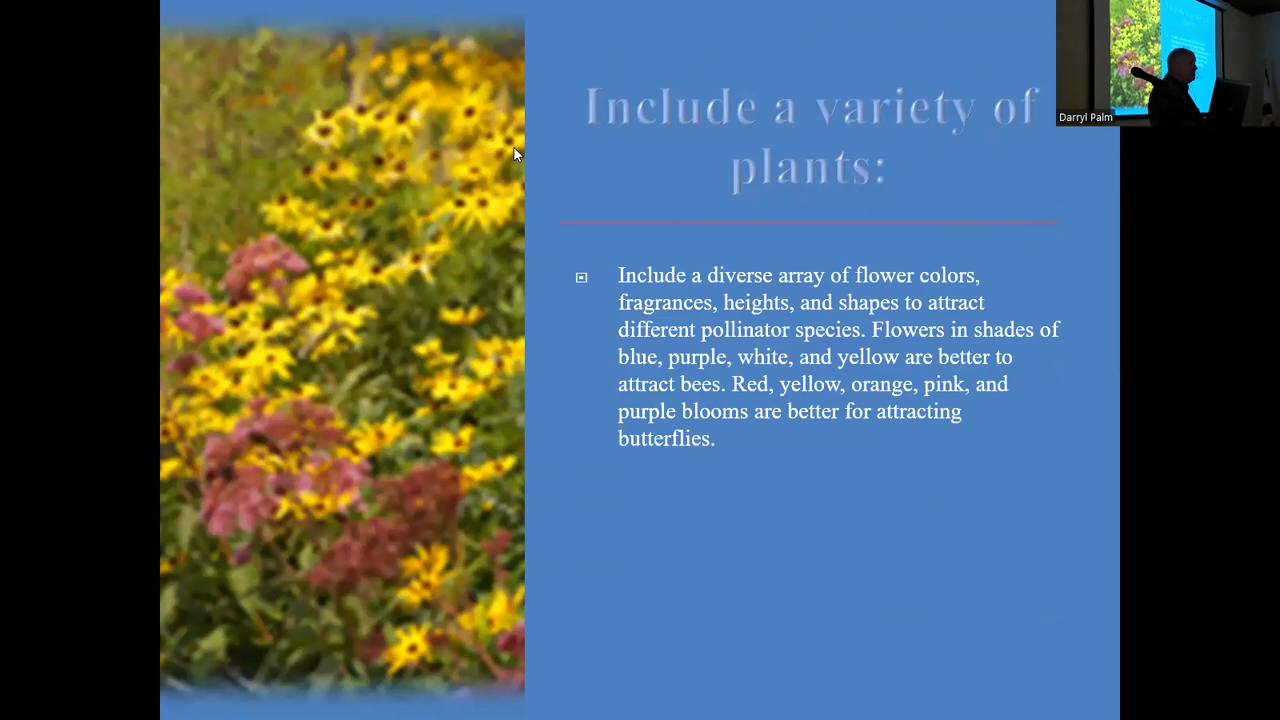 Include a variety of
plants:
Include a diverse array of flower colors,
fragrances, heights, and shapes to attract
different pollinator species. Flowers in shades of
blue, purple, white, and yellow are better to
attract bees. Red, yellow, orange, pink, and
purple blooms are better for attracting
butterflies.
Darryl Palm